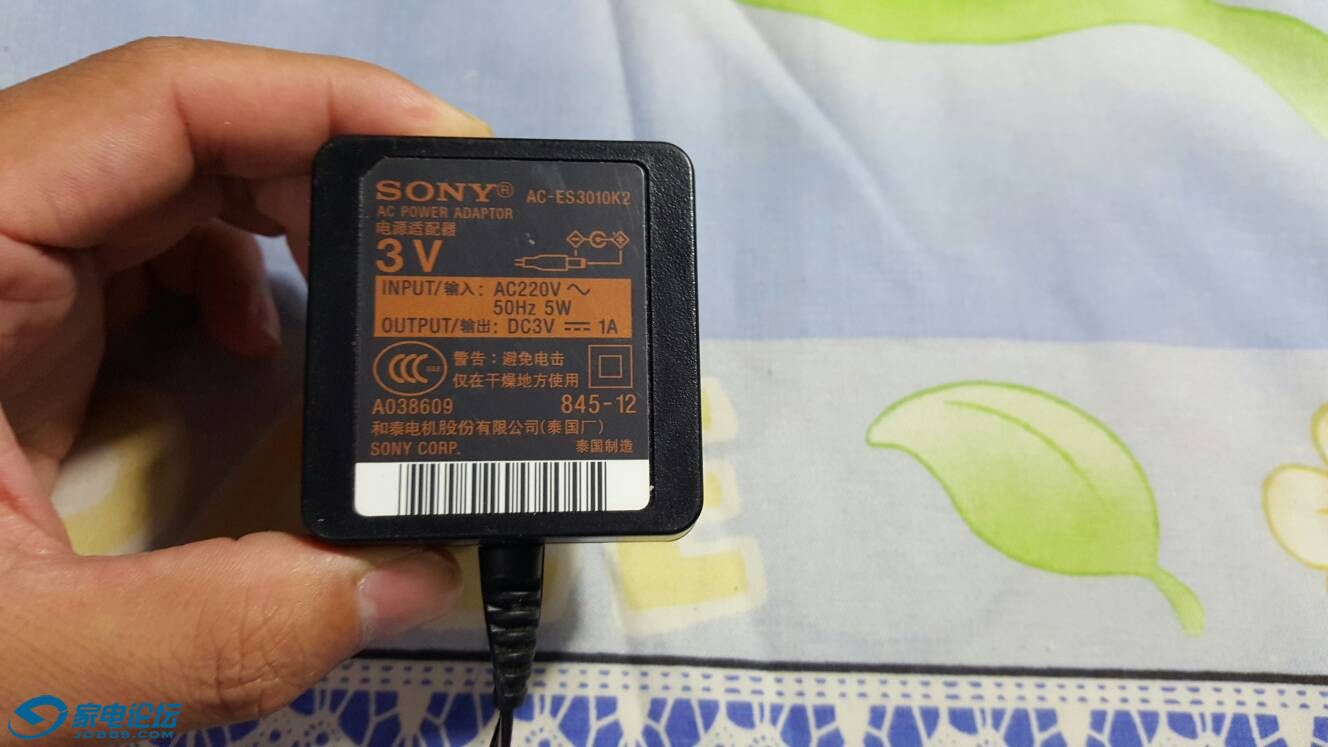 SONY® AC-ES3010K2
AC POWER ADAPTOR
电源适配器
3V
INPUT/输入: AC220V ～
50Hz 5W
OUTPUT/输出: DC3V ⎓ 1A
警告：避免电击
仅在干燥地方使用
A038609 845-12
和泰电机股份有限公司(泰国厂)
SONY CORP. 泰国制造
家电论坛
JDBBS.COM